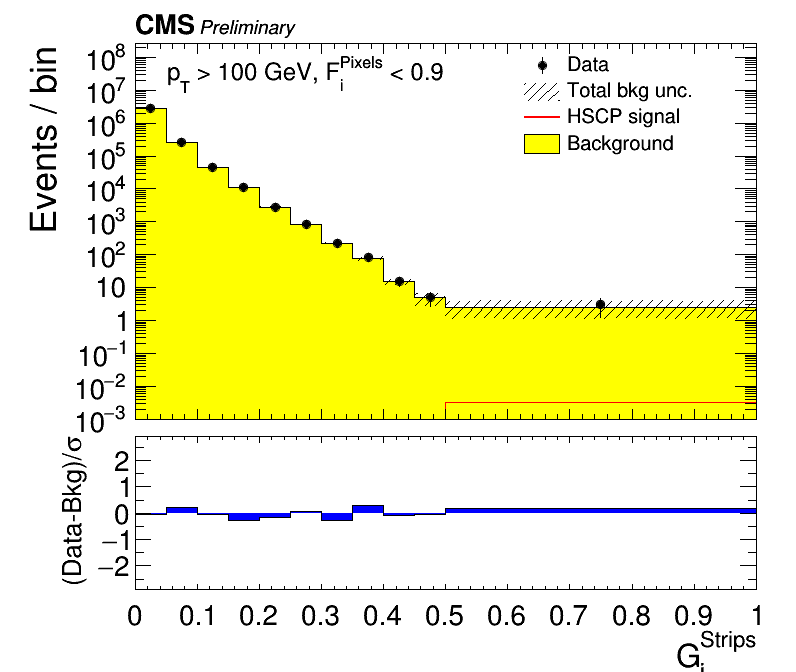 CMS Preliminary
Events / bin
10^8
10^7
10^6
10^5
10^4
10^3
10^2
10
1
10^−1
10^−2
10^−3
p_T > 100 GeV, F_i^Pixels < 0.9
Data
Total bkg unc.
HSCP signal
Background
(Data-Bkg)/σ
2
1
0
−1
−2
0 0.1 0.2 0.3 0.4 0.5 0.6 0.7 0.8 0.9 1
G_i^Strips